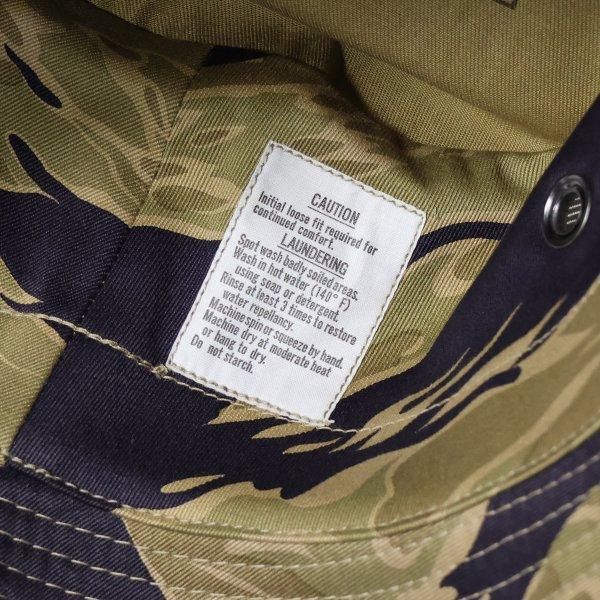 CAUTION
Initial loose fit required for
continued comfort.
LAUNDERING
Spot wash badly soiled areas.
Wash in hot water (140° F)
using soap or detergent.
Rinse at least 3 times to restore
water repellancy.
Machine spin or squeeze by hand.
Machine dry at moderate heat
or hang to dry.
Do not starch.